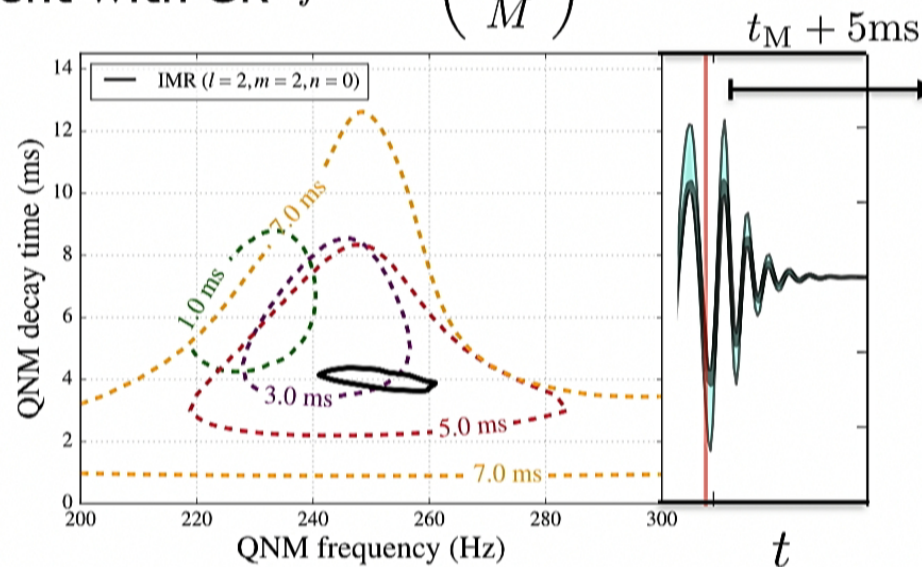 M
t_M + 5ms
IMR (l = 2, m = 2, n = 0)
QNM decay time (ms)
14
12
10
8
6
4
2
0
7.0 ms
1.0 ms
3.0 ms
5.0 ms
7.0 ms
200
220
240
260
280
300
QNM frequency (Hz)
t